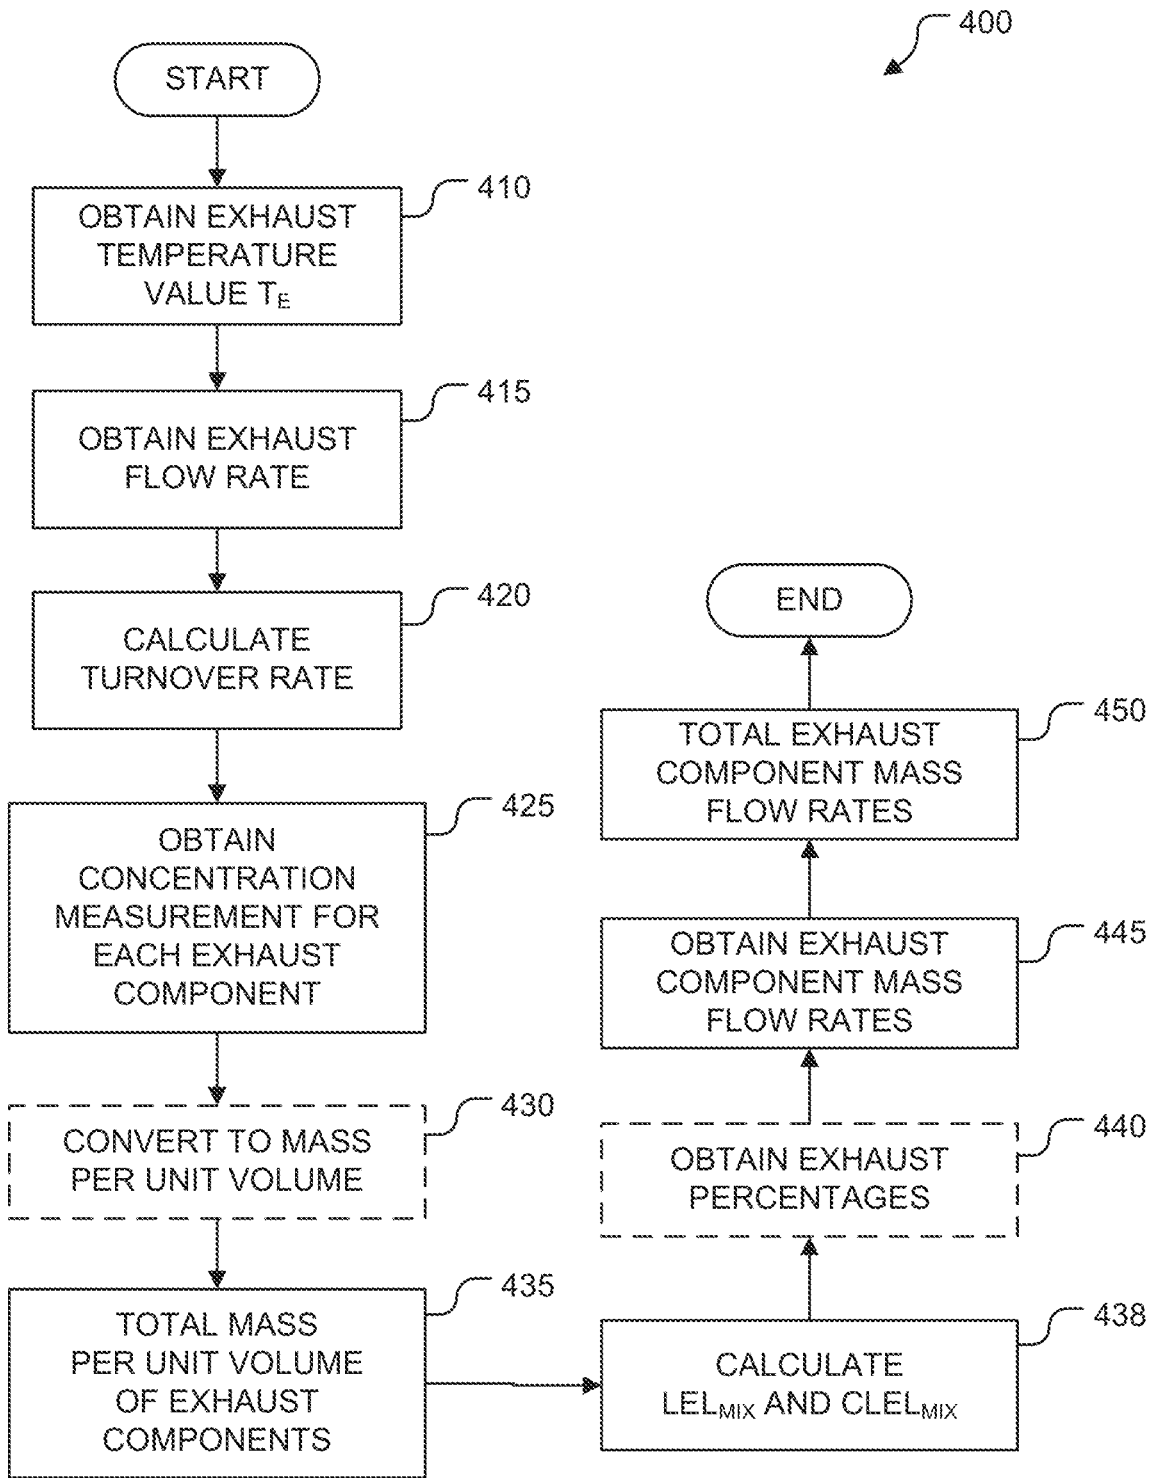 400
START
410
OBTAIN EXHAUST
TEMPERATURE
VALUE TE
415
OBTAIN EXHAUST
FLOW RATE
420
CALCULATE
TURNOVER RATE
425
OBTAIN
CONCENTRATION
MEASUREMENT FOR
EACH EXHAUST
COMPONENT
430
CONVERT TO MASS
PER UNIT VOLUME
435
TOTAL MASS
PER UNIT VOLUME
OF EXHAUST
COMPONENTS
438
CALCULATE
LELMIX AND CLELMIX
440
OBTAIN EXHAUST
PERCENTAGES
445
OBTAIN EXHAUST
COMPONENT MASS
FLOW RATES
450
TOTAL EXHAUST
COMPONENT MASS
FLOW RATES
END